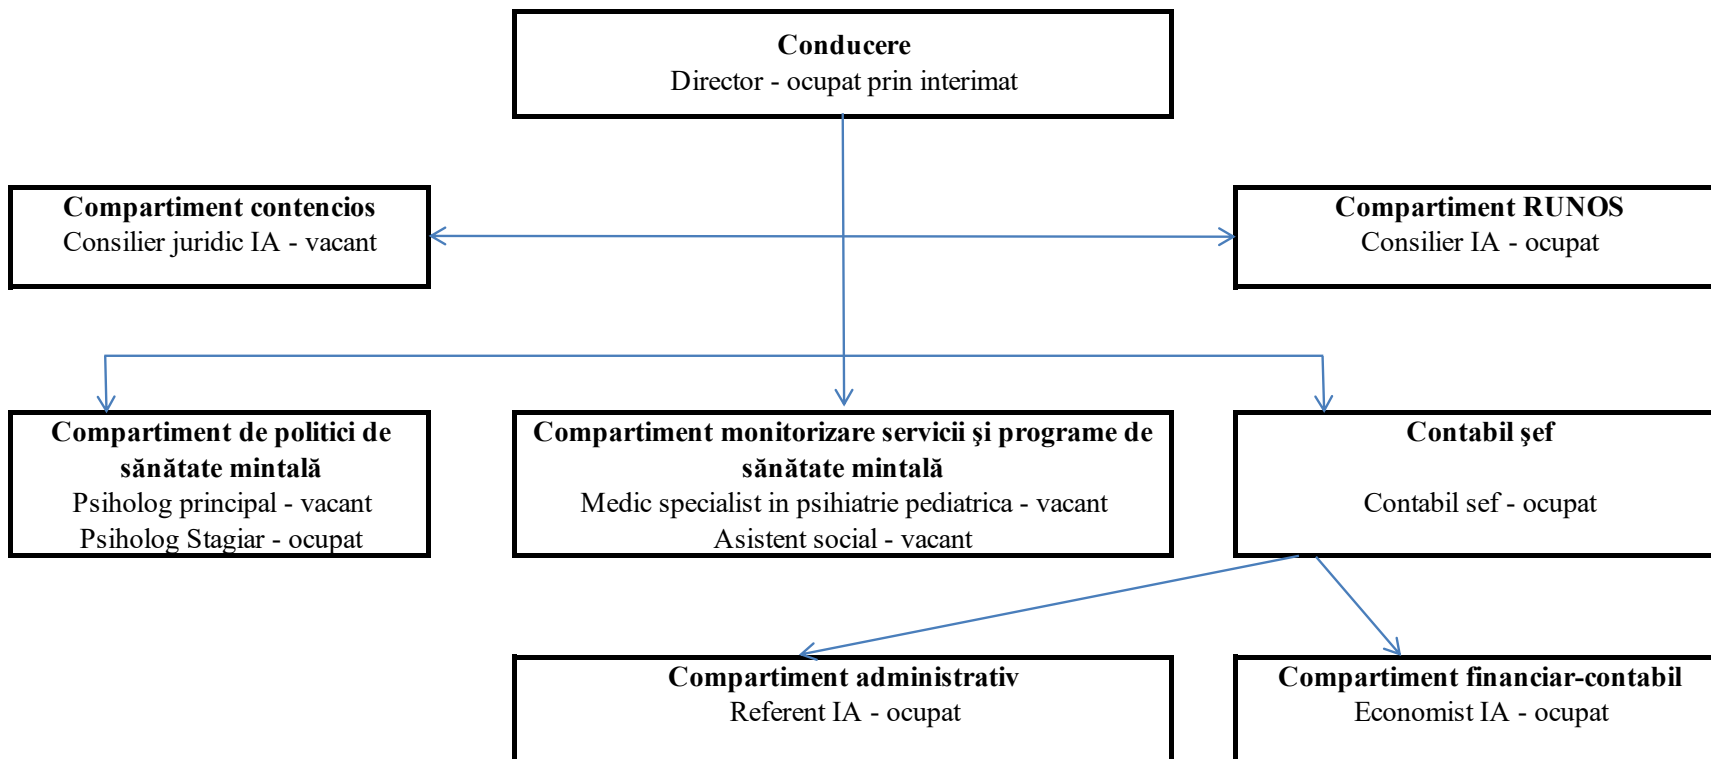 Conducere
Director - ocupat prin interimat
Compartiment contencios
Consilier juridic IA - vacant
Compartiment RUNOS
Consilier IA - ocupat
Compartiment de politici de
sănătate mintală
Psiholog principal - vacant
Psiholog Stagiar - ocupat
Compartiment monitorizare servicii şi programe de
sănătate mintală
Medic specialist in psihiatrie pediatrica - vacant
Asistent social - vacant
Contabil şef
Contabil sef - ocupat
Compartiment administrativ
Referent IA - ocupat
Compartiment financiar-contabil
Economist IA - ocupat